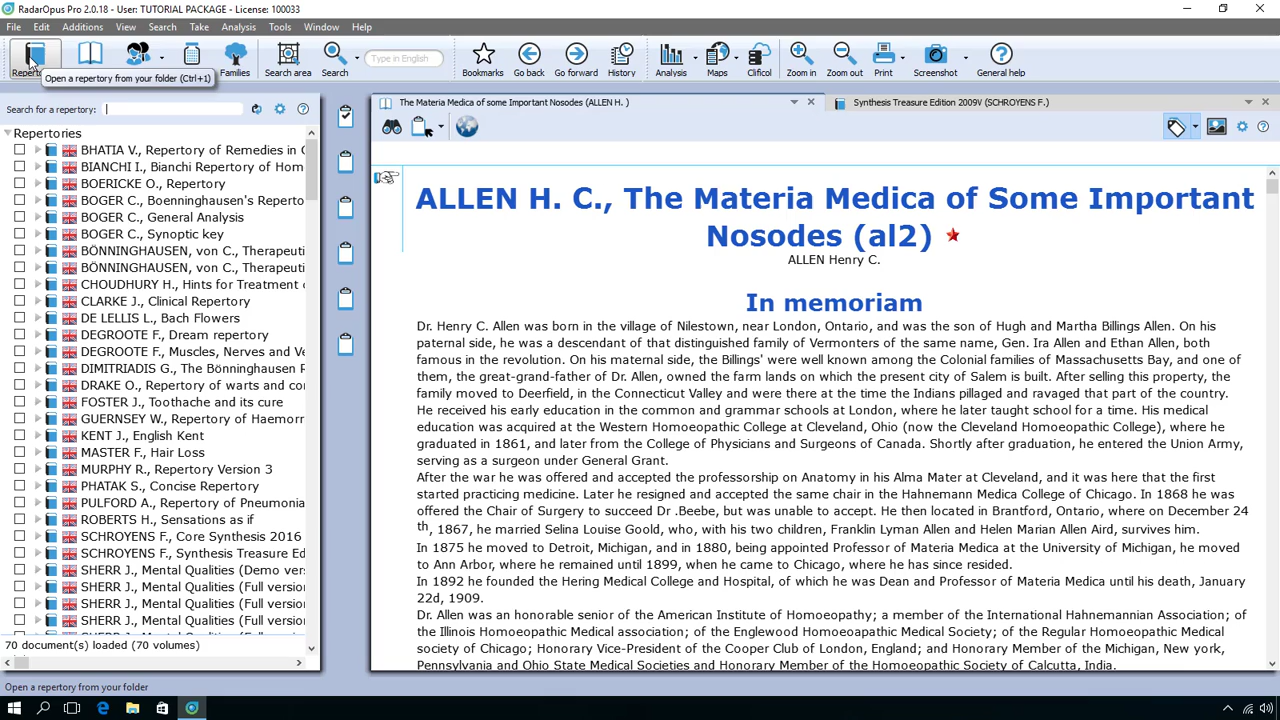 RadarOpus Pro 2.0.18 - User: TUTORIAL PACKAGE - License: 100033
File Edit Additions View Search Take Analysis Tools Window Help
Families Search area Search Type in English Bookmarks Go back Go forward History Analysis Maps Clificol Zoom in Zoom out Print Screenshot General help
Open a repertory from your folder (Ctrl+1)
Search for a repertory:
Repertories
BHATIA V., Repertory of Remedies in C
BIANCHI I., Bianchi Repertory of Hom
BOERICKE O., Repertory
BOGER C., Boenninghausen's Reperto
BOGER C., General Analysis
BOGER C., Synoptic key
BÖNNINGHAUSEN, von C., Therapeuti
BÖNNINGHAUSEN, von C., Therapeuti
CHOUDHURY H., Hints for Treatment o
CLARKE J., Clinical Repertory
DE LELLIS L., Bach Flowers
DEGROOTE F., Dream repertory
DEGROOTE F., Muscles, Nerves and Ve
DIMITRIADIS G., The Bönninghausen R
DRAKE O., Repertory of warts and co
FOSTER J., Toothache and its cure
GUERNSEY W., Repertory of Haemorr
KENT J., English Kent
MASTER F., Hair Loss
MURPHY R., Repertory Version 3
PHATAK S., Concise Repertory
PULFORD A., Repertory of Pneumonia
ROBERTS H., Sensations as if
SCHROYENS F., Core Synthesis 2016
SCHROYENS F., Synthesis Treasure Ed
SHERR J., Mental Qualities (Demo ver
SHERR J., Mental Qualities (Full versio
SHERR J., Mental Qualities (Full versio
SHERR J., Mental Qualities (Full versio
70 document(s) loaded (70 volumes)
Open a repertory from your folder
The Materia Medica of some Important Nosodes (ALLEN H. )
Synthesis Treasure Edition 2009V (SCHROYENS F.)
ALLEN H. C., The Materia Medica of Some Important
Nosodes (al2)
ALLEN Henry C.
In memoriam
Dr. Henry C. Allen was born in the village of Nilestown, near London, Ontario, and was the son of Hugh and Martha Billings Allen. On his
paternal side, he was a descendant of that distinguished family of Vermonters of the same name, Gen. Ira Allen and Ethan Allen, both
famous in the revolution. On his maternal side, the Billings' were well known among the Colonial families of Massachusetts Bay, and one of
them, the great-grand-father of Dr. Allen, owned the farm lands on which the present city of Salem is built. After selling this property, the
family moved to Deerfield, in the Connecticut Valley and were there at the time the Indians pillaged and ravaged that part of the country.
He received his early education in the common and grammar schools at London, where he later taught school for a time. His medical
education was acquired at the Western Homoeopathic College at Cleveland, Ohio (now the Cleveland Homoeopathic College), where he
graduated in 1861, and later from the College of Physicians and Surgeons of Canada. Shortly after graduation, he entered the Union Army,
serving as a surgeon under General Grant.
After the war he was offered and accepted the professorship on Anatomy in his Alma Mater at Cleveland, and it was here that the first
started practicing medicine. Later he resigned and accepted the same chair in the Hahnemann Medica College of Chicago. In 1868 he was
offered the Chair of Surgery to succeed Dr .Beebe, but was unable to accept. He then located in Brantford, Ontario, where on December 24
th, 1867, he married Selina Louise Goold, who, with his two children, Franklin Lyman Allen and Helen Marian Allen Aird, survives him.
In 1875 he moved to Detroit, Michigan, and in 1880, being appointed Professor of Materia Medica at the University of Michigan, he moved
to Ann Arbor, where he remained until 1899, when he came to Chicago, where he has since resided.
In 1892 he founded the Hering Medical College and Hospital, of which he was Dean and Professor of Materia Medica until his death, January
22d, 1909.
Dr. Allen was an honorable senior of the American Institute of Homoeopathy; a member of the International Hahnemannian Association; of
the Illinois Homoeopathic Medical association; of the Englewood Homoeoapathic Medical Society; of the Regular Homoeopathic Medical
society of Chicago; Honorary Vice-President of the Cooper Club of London, England; and Honorary Member of the Michigan, New york,
Pennsylvania and Ohio State Medical Societies and Honorary Member of the Homoeopathic Society of Calcutta, India.